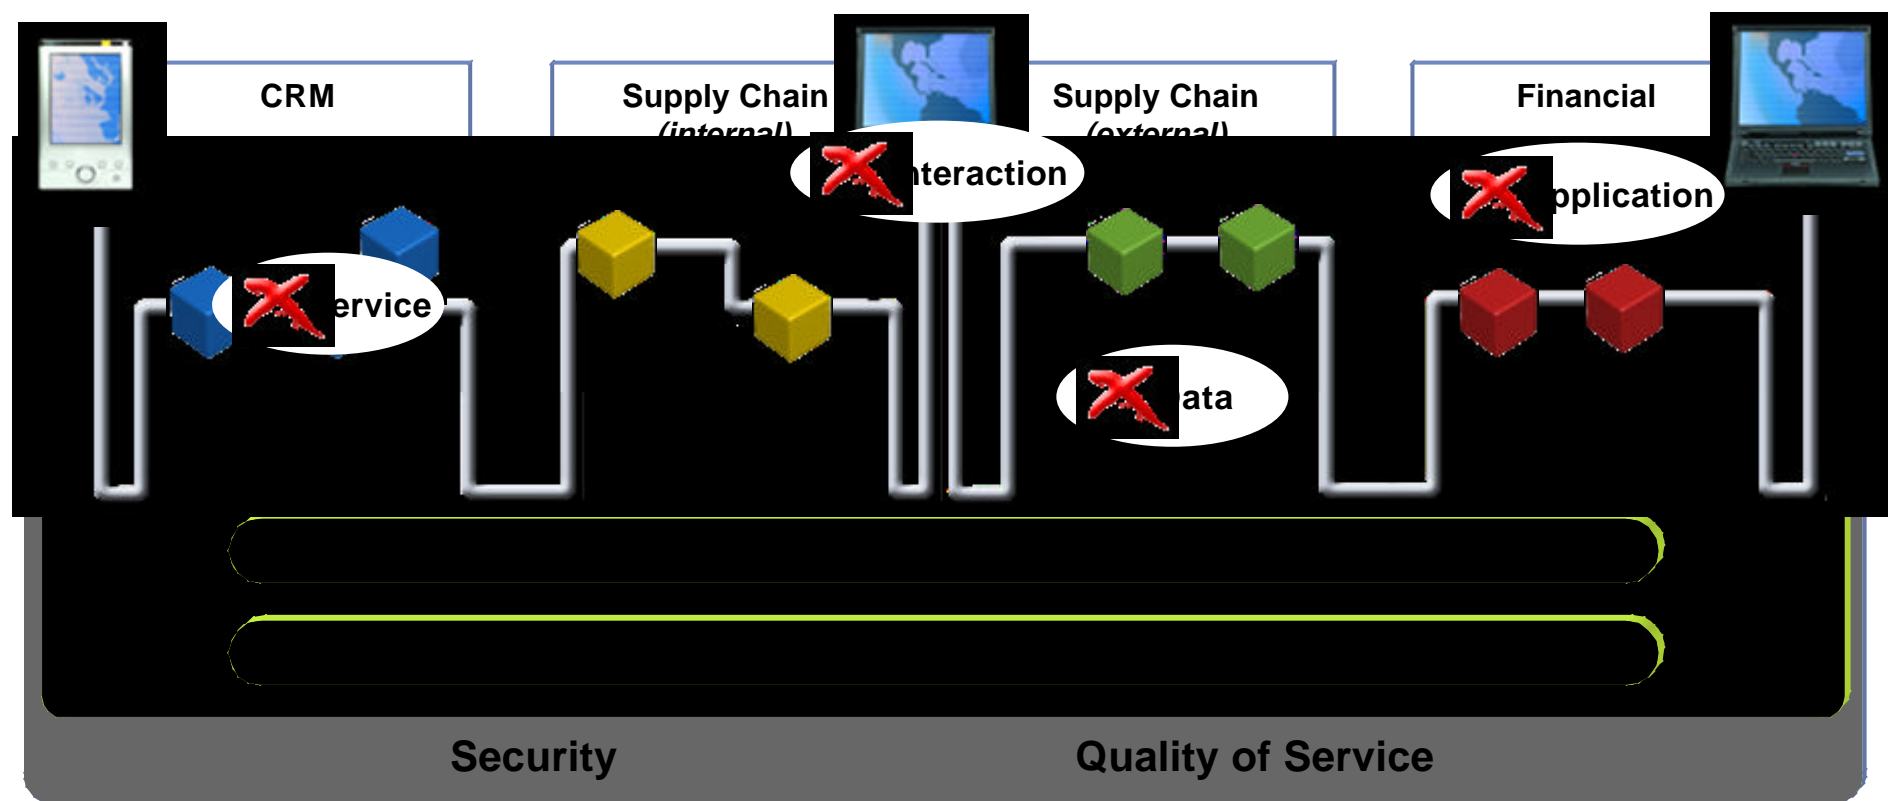 CRM
Supply Chain
(internal)
Supply Chain
(external)
Financial
nteraction
pplication
ervice
ata
Security
Quality of Service